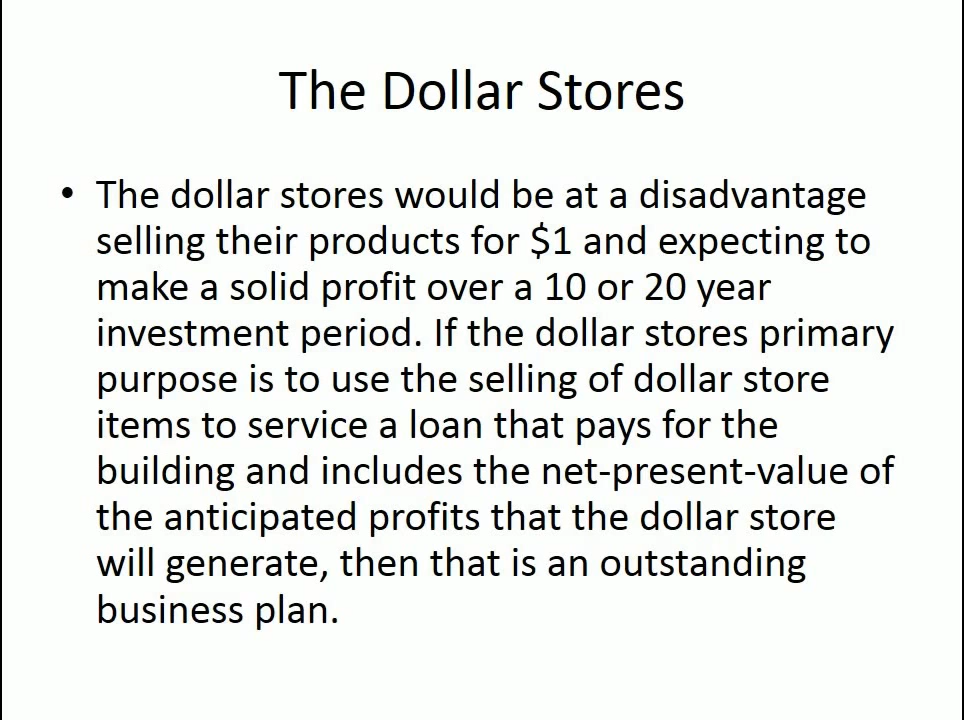 The Dollar Stores
• The dollar stores would be at a disadvantage
selling their products for $1 and expecting to
make a solid profit over a 10 or 20 year
investment period. If the dollar stores primary
purpose is to use the selling of dollar store
items to service a loan that pays for the
building and includes the net-present-value of
the anticipated profits that the dollar store
will generate, then that is an outstanding
business plan.